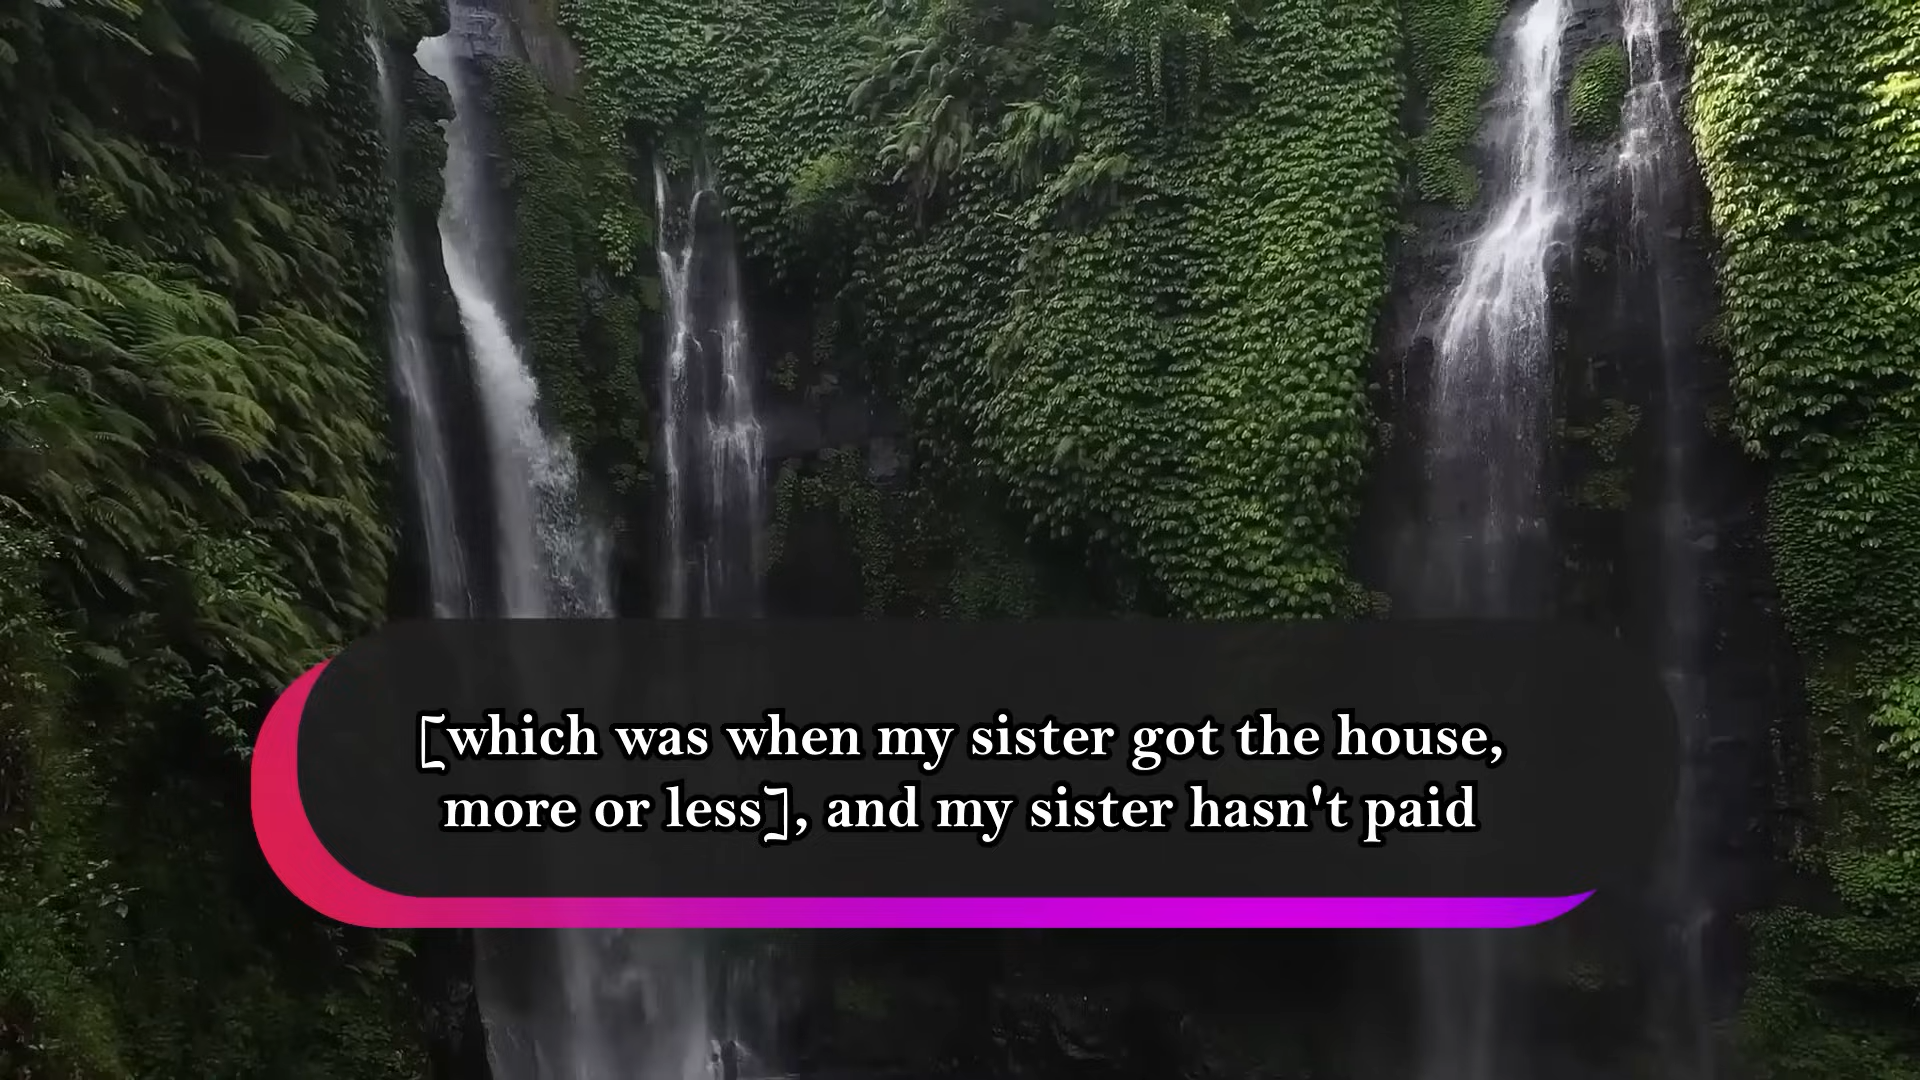 [which was when my sister got the house,
more or less], and my sister hasn't paid